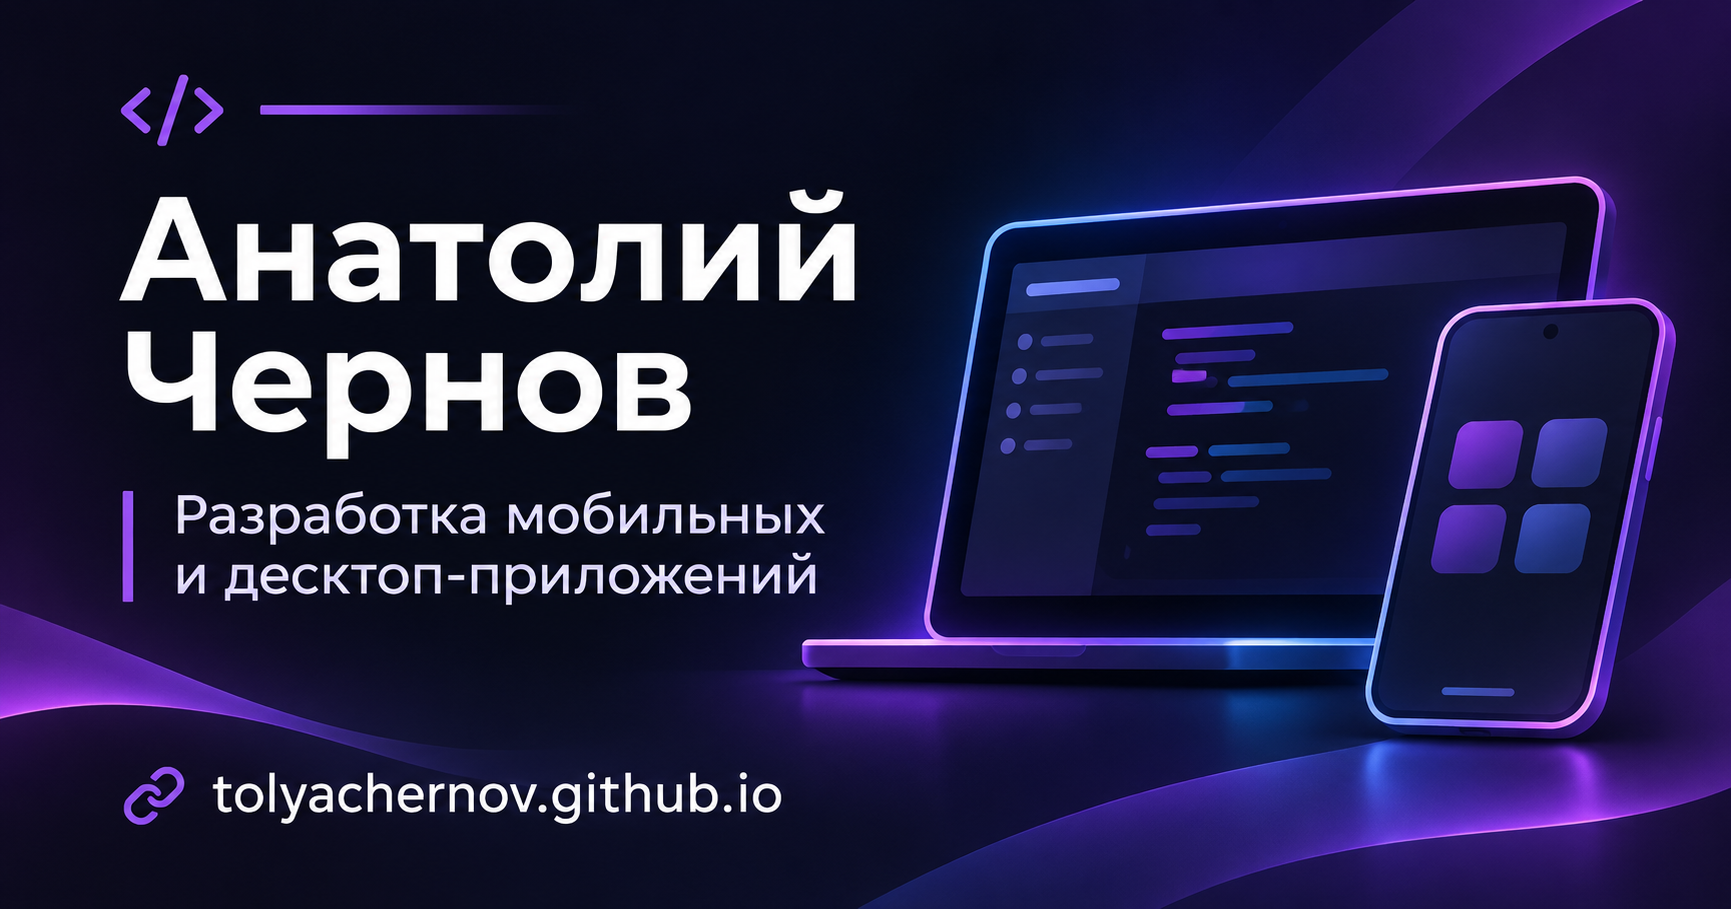 </>
Анатолий
Чернов
Разработка мобильных
и десктоп-приложений
tolyachernov.github.io